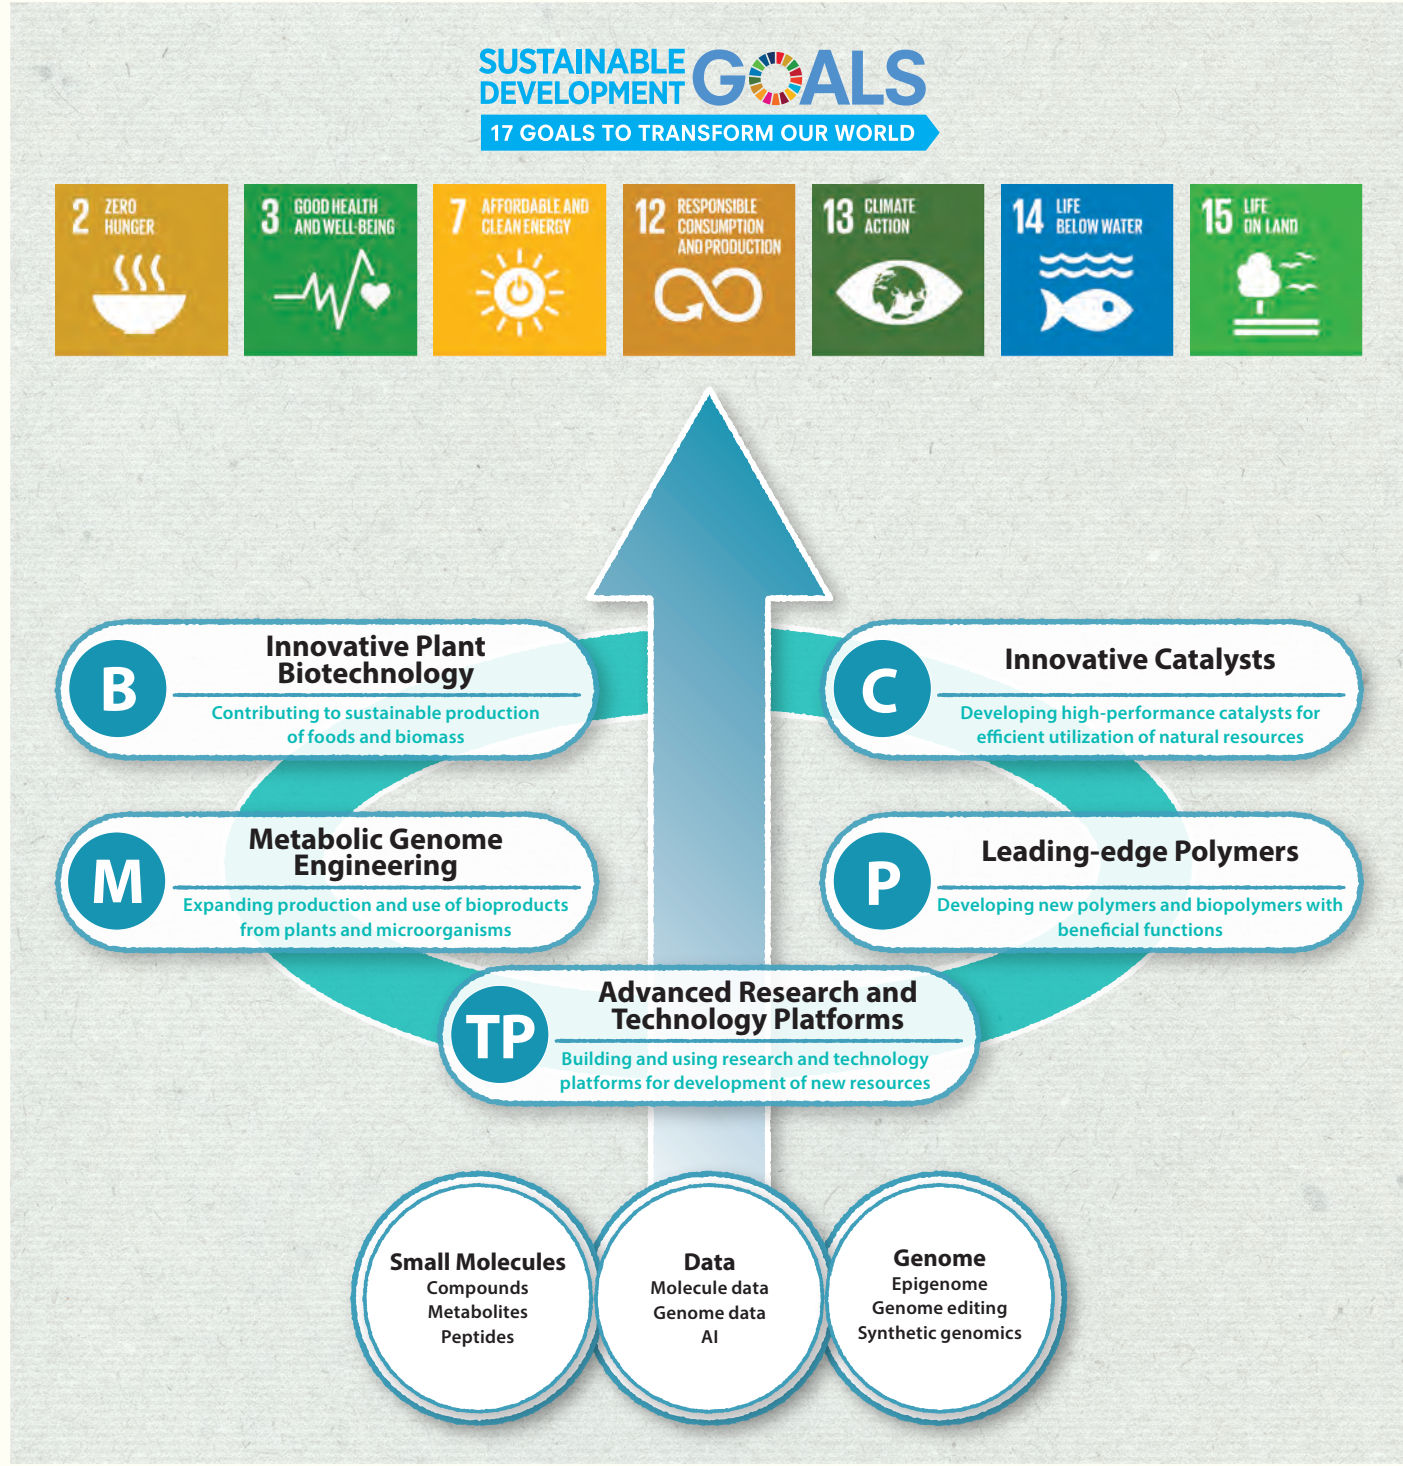 SUSTAINABLE
DEVELOPMENT
GOALS
17 GOALS TO TRANSFORM OUR WORLD
2 ZERO
HUNGER
3 GOOD HEALTH
AND WELL-BEING
7 AFFORDABLE AND
CLEAN ENERGY
12 RESPONSIBLE
CONSUMPTION
AND PRODUCTION
13 CLIMATE
ACTION
14 LIFE
BELOW WATER
15 LIFE
ON LAND
B
Innovative Plant
Biotechnology
Contributing to sustainable production
of foods and biomass
C
Innovative Catalysts
Developing high-performance catalysts for
efficient utilization of natural resources
M
Metabolic Genome
Engineering
Expanding production and use of bioproducts
from plants and microorganisms
P
Leading-edge Polymers
Developing new polymers and biopolymers with
beneficial functions
TP
Advanced Research and
Technology Platforms
Building and using research and technology
platforms for development of new resources
Small Molecules
Compounds
Metabolites
Peptides
Data
Molecule data
Genome data
AI
Genome
Epigenome
Genome editing
Synthetic genomics